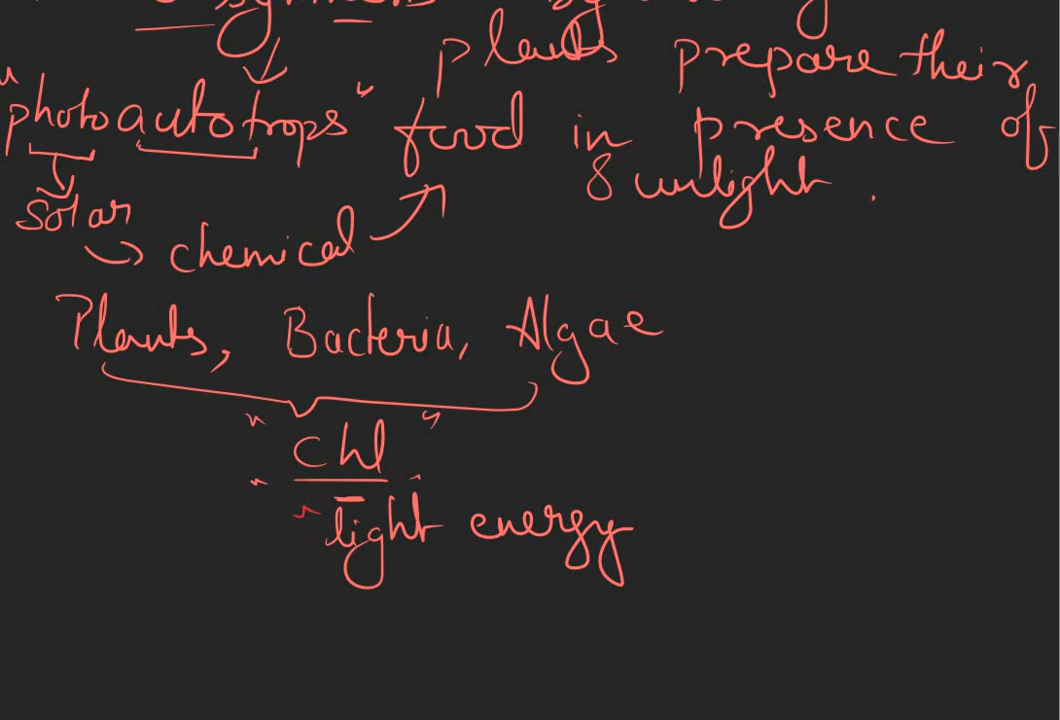 plants prepare their
"photoautotrops" food in presence of
sunlight.
solar
→ chemical
Plants, Bacteria, Algae
"chl"
light energy